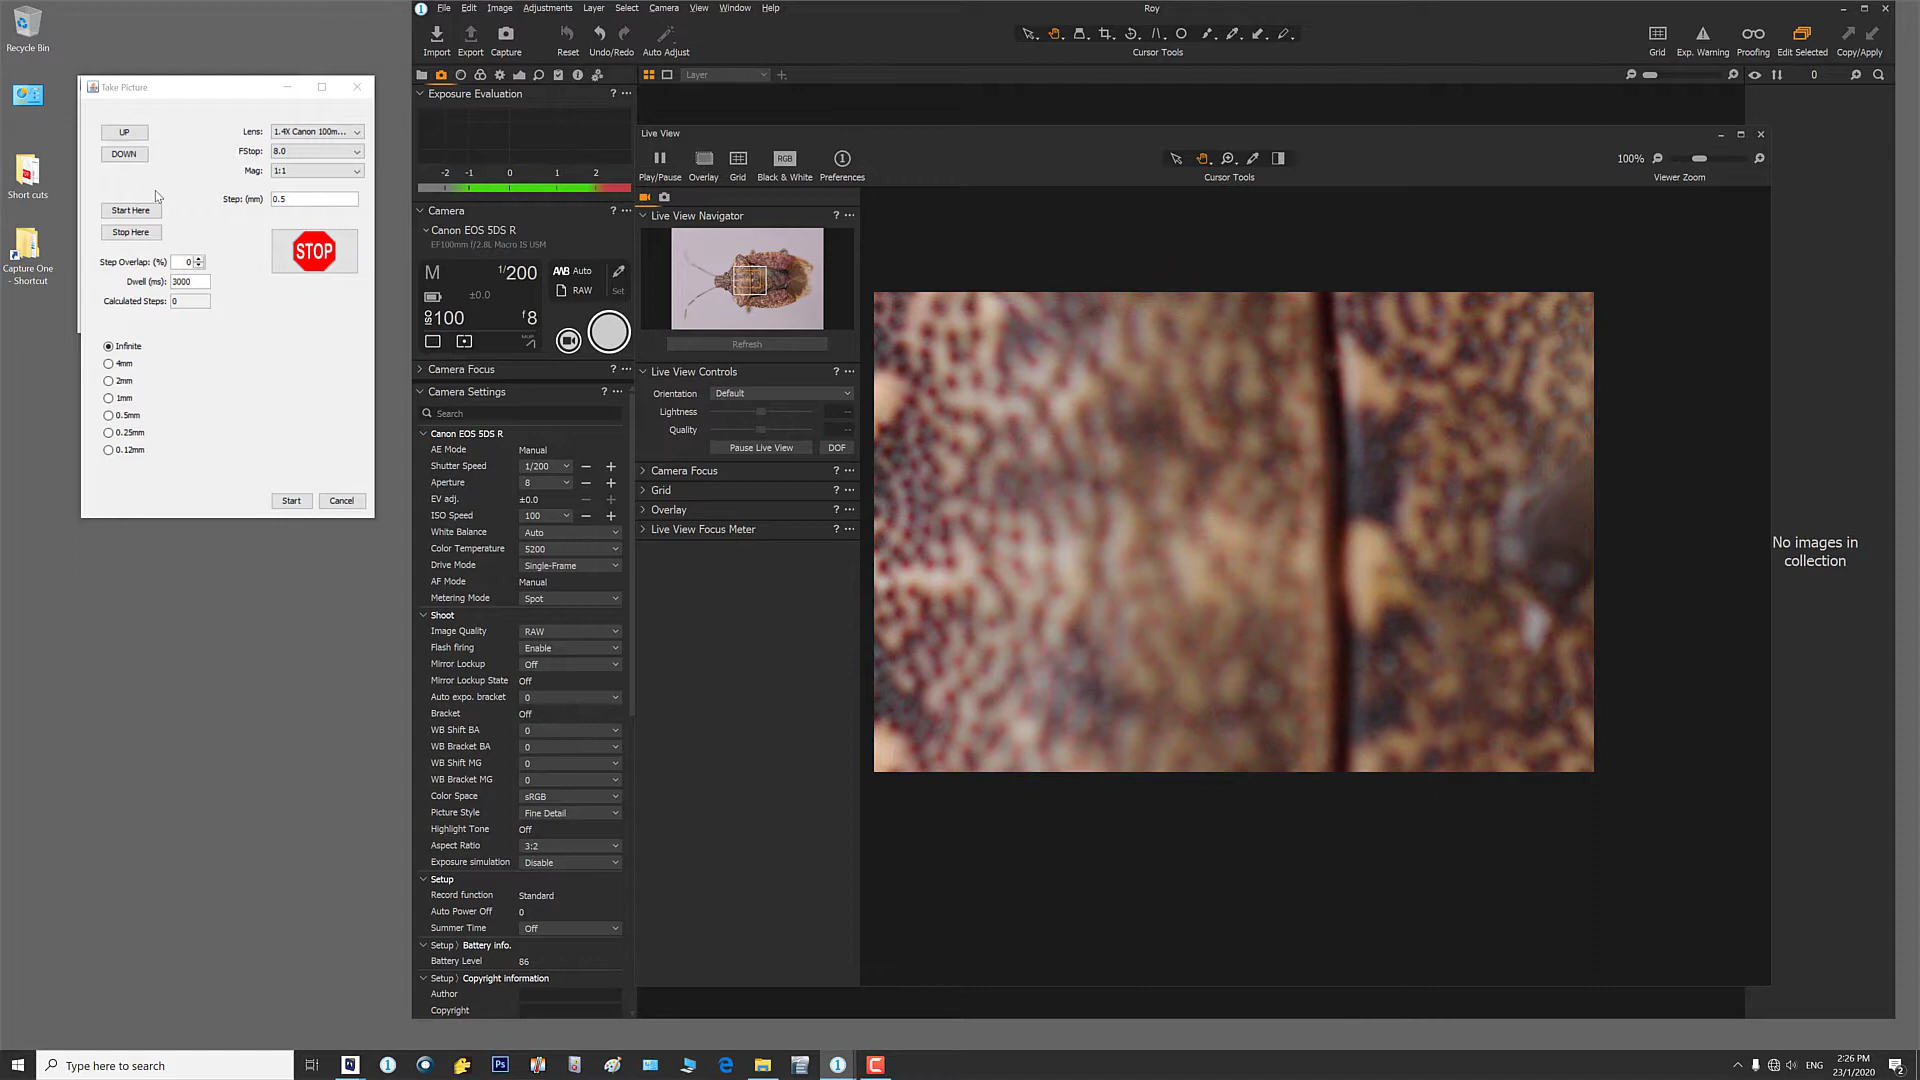 Recycle Bin
Short cuts
Capture One
- Shortcut
Take Picture
UP
DOWN
Lens: 1.4X Canon 100m...
FStop: 8.0
Mag: 1:1
Step: (mm) 0.5
Start Here
Stop Here
STOP
Step Overlap: (%) 0
Dwell (ms): 3000
Calculated Steps: 0
Infinite
4mm
2mm
1mm
0.5mm
0.25mm
0.12mm
Start Cancel
File Edit Image Adjustments Layer Select Camera View Window Help
Roy
Import Export Capture Reset Undo/Redo Auto Adjust
Cursor Tools
Grid Exp. Warning Proofing Edit Selected Copy/Apply
Layer
0
Exposure Evaluation
-2 -1 0 1 2
Camera
Canon EOS 5DS R
EF100mm f/2.8L Macro IS USM
M 1/200 AWB Auto
±0.0 RAW Set
ISO 100 f 8
Camera Focus
Camera Settings
Search
Canon EOS 5DS R
AE Mode Manual
Shutter Speed 1/200
Aperture 8
EV adj. ±0.0
ISO Speed 100
White Balance Auto
Color Temperature 5200
Drive Mode Single-Frame
AF Mode Manual
Metering Mode Spot
Shoot
Image Quality RAW
Flash firing Enable
Mirror Lockup Off
Mirror Lockup State Off
Auto expo. bracket 0
Bracket Off
WB Shift BA 0
WB Bracket BA 0
WB Shift MG 0
WB Bracket MG 0
Color Space sRGB
Picture Style Fine Detail
Highlight Tone Off
Aspect Ratio 3:2
Exposure simulation Disable
Setup
Record function Standard
Auto Power Off 0
Summer Time Off
Setup ) Battery info.
Battery Level 86
Setup ) Copyright information
Author
Copyright
Live View
Play/Pause Overlay Grid RGB Black & White Preferences
Cursor Tools
100%
Viewer Zoom
Live View Navigator
Refresh
Live View Controls
Orientation Default
Lightness --
Quality --
Pause Live View DOF
Camera Focus
Grid
Overlay
Live View Focus Meter
No images in
collection
Type here to search
Ps
ENG
2:26 PM
23/1/2020
2